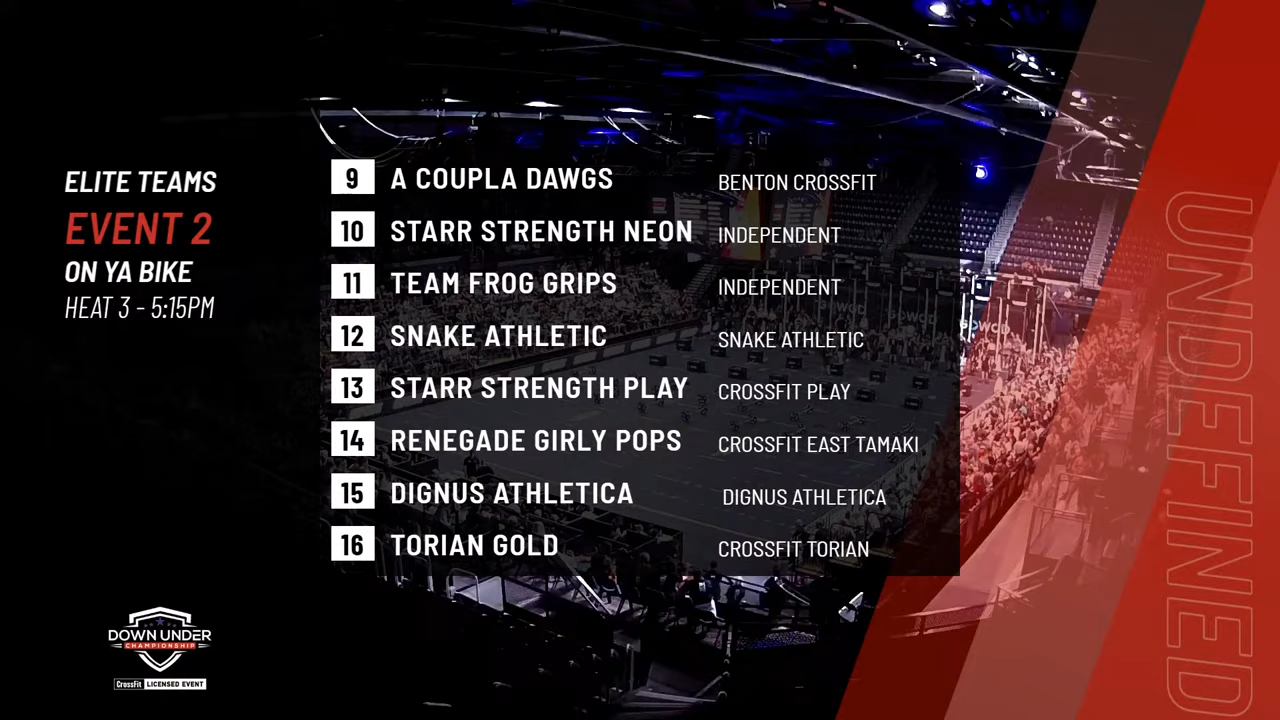 ELITE TEAMS
EVENT 2
ON YA BIKE
HEAT 3 - 5:15PM
9 A COUPLA DAWGS BENTON CROSSFIT
10 STARR STRENGTH NEON INDEPENDENT
11 TEAM FROG GRIPS INDEPENDENT
12 SNAKE ATHLETIC SNAKE ATHLETIC
13 STARR STRENGTH PLAY CROSSFIT PLAY
14 RENEGADE GIRLY POPS CROSSFIT EAST TAMAKI
15 DIGNUS ATHLETICA DIGNUS ATHLETICA
16 TORIAN GOLD CROSSFIT TORIAN
GOWOD GOWOD
UNDEFINED
DOWN UNDER
CHAMPIONSHIP
CrossFit LICENSED EVENT